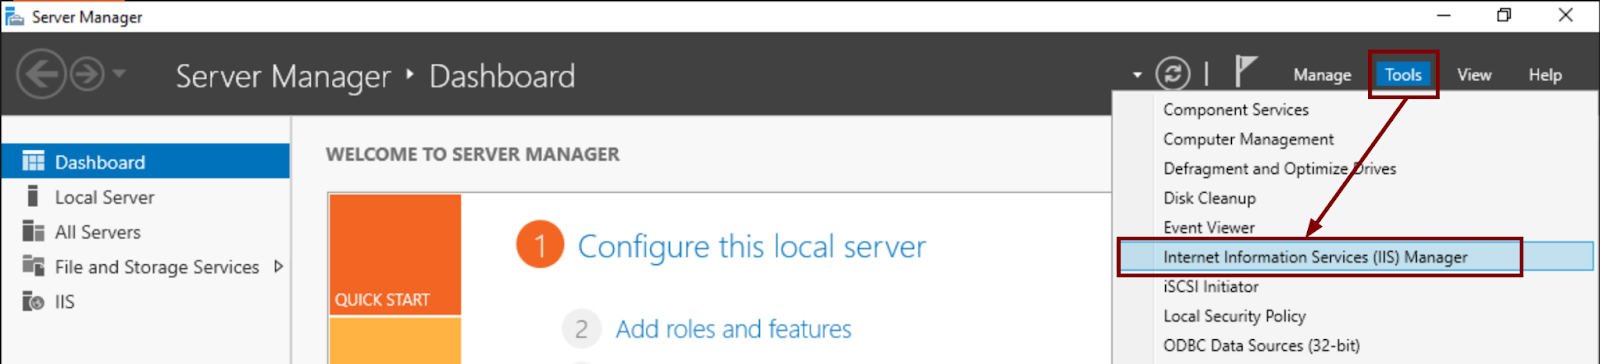 Server Manager
Server Manager ‣ Dashboard
Manage
Tools
View
Help
Dashboard
Local Server
All Servers
File and Storage Services
IIS
WELCOME TO SERVER MANAGER
QUICK START
1 Configure this local server
2 Add roles and features
Component Services
Computer Management
Defragment and Optimize Drives
Disk Cleanup
Event Viewer
Internet Information Services (IIS) Manager
iSCSI Initiator
Local Security Policy
ODBC Data Sources (32-bit)